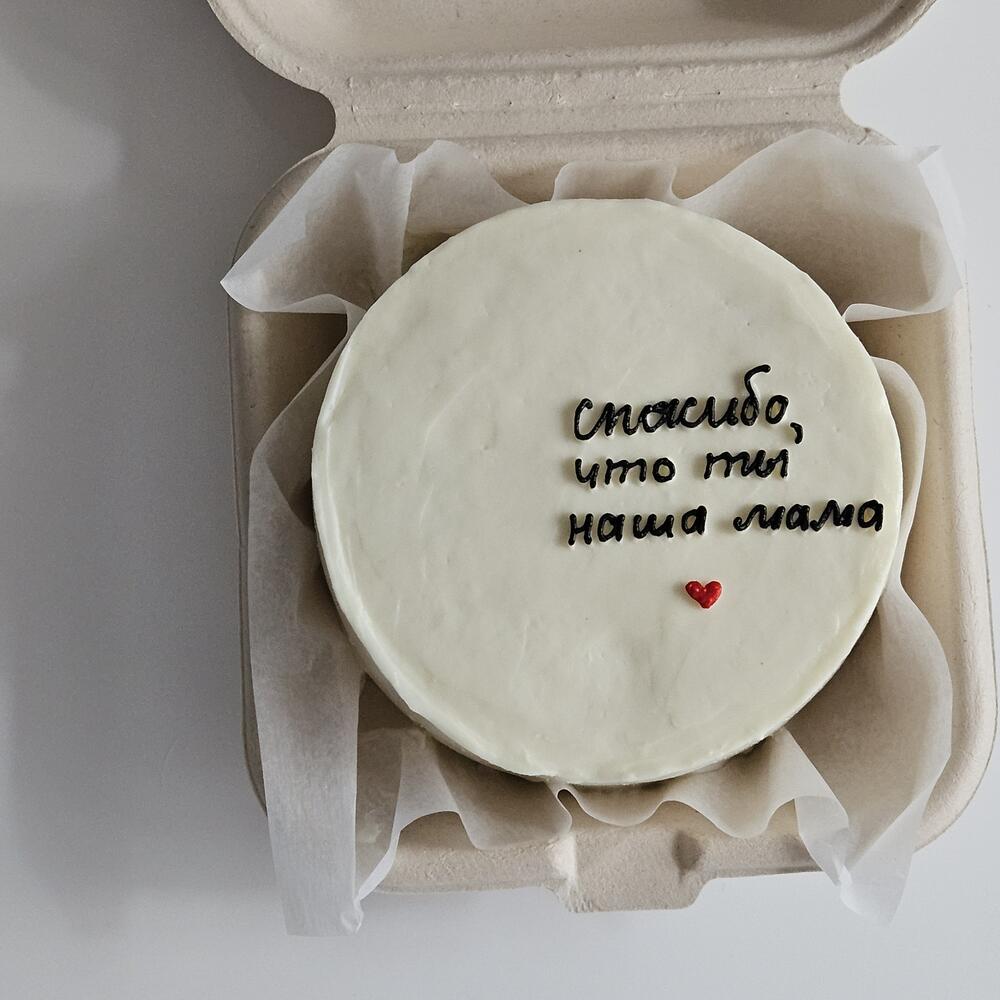 Спасибо,
что ты
наша мама